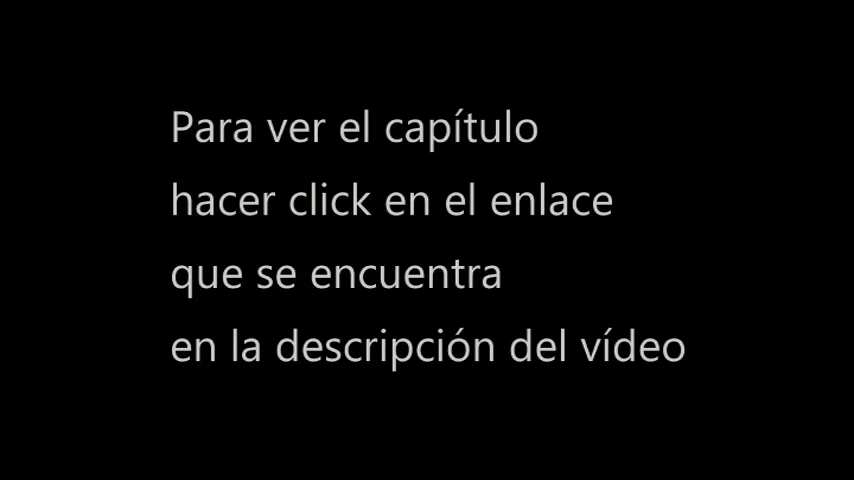 Para ver el capítulo
hacer click en el enlace
que se encuentra
en la descripción del vídeo